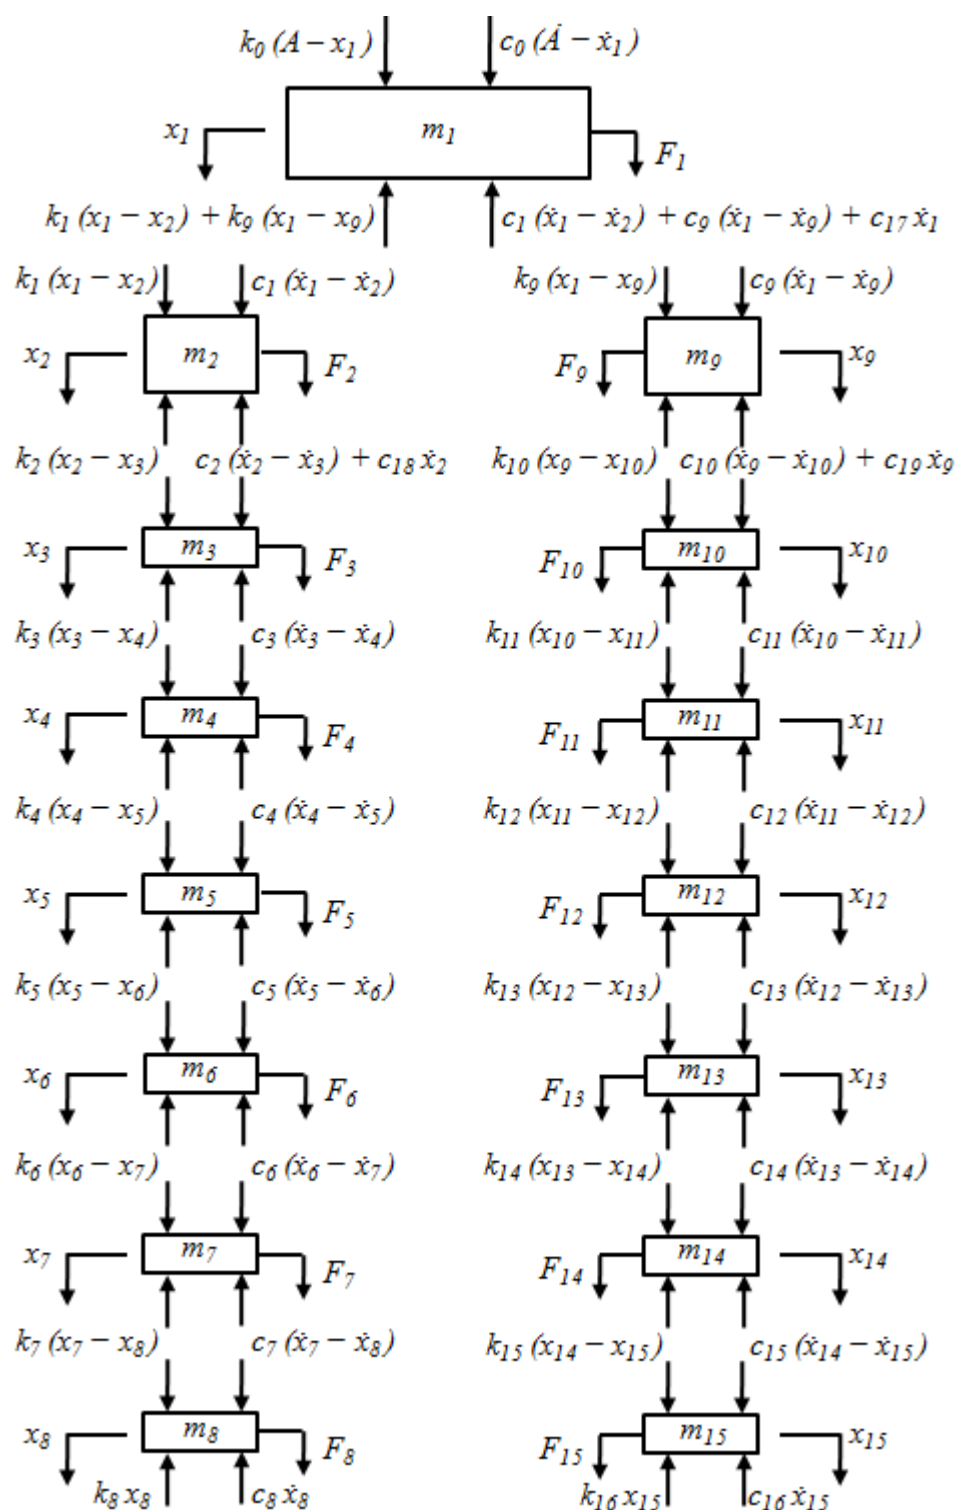 k₀ (A − x₁) c₀ (Ȧ − ẋ₁)
x₁ m₁ F₁
k₁ (x₁ − x₂) + k₉ (x₁ − x₉) c₁ (ẋ₁ − ẋ₂) + c₉ (ẋ₁ − ẋ₉) + c₁₇ ẋ₁
k₁ (x₁ − x₂) c₁ (ẋ₁ − ẋ₂) k₉ (x₁ − x₉) c₉ (ẋ₁ − ẋ₉)
x₂ m₂ F₂ F₉ m₉ x₉
k₂ (x₂ − x₃) c₂ (ẋ₂ − ẋ₃) + c₁₈ ẋ₂ k₁₀ (x₉ − x₁₀) c₁₀ (ẋ₉ − ẋ₁₀) + c₁₉ ẋ₉
x₃ m₃ F₃ F₁₀ m₁₀ x₁₀
k₃ (x₃ − x₄) c₃ (ẋ₃ − ẋ₄) k₁₁ (x₁₀ − x₁₁) c₁₁ (ẋ₁₀ − ẋ₁₁)
x₄ m₄ F₄ F₁₁ m₁₁ x₁₁
k₄ (x₄ − x₅) c₄ (ẋ₄ − ẋ₅) k₁₂ (x₁₁ − x₁₂) c₁₂ (ẋ₁₁ − ẋ₁₂)
x₅ m₅ F₅ F₁₂ m₁₂ x₁₂
k₅ (x₅ − x₆) c₅ (ẋ₅ − ẋ₆) k₁₃ (x₁₂ − x₁₃) c₁₃ (ẋ₁₂ − ẋ₁₃)
x₆ m₆ F₆ F₁₃ m₁₃ x₁₃
k₆ (x₆ − x₇) c₆ (ẋ₆ − ẋ₇) k₁₄ (x₁₃ − x₁₄) c₁₄ (ẋ₁₃ − ẋ₁₄)
x₇ m₇ F₇ F₁₄ m₁₄ x₁₄
k₇ (x₇ − x₈) c₇ (ẋ₇ − ẋ₈) k₁₅ (x₁₄ − x₁₅) c₁₅ (ẋ₁₄ − ẋ₁₅)
x₈ m₈ F₈ F₁₅ m₁₅ x₁₅
k₈ x₈ c₈ ẋ₈ k₁₆ x₁₅ c₁₆ ẋ₁₅